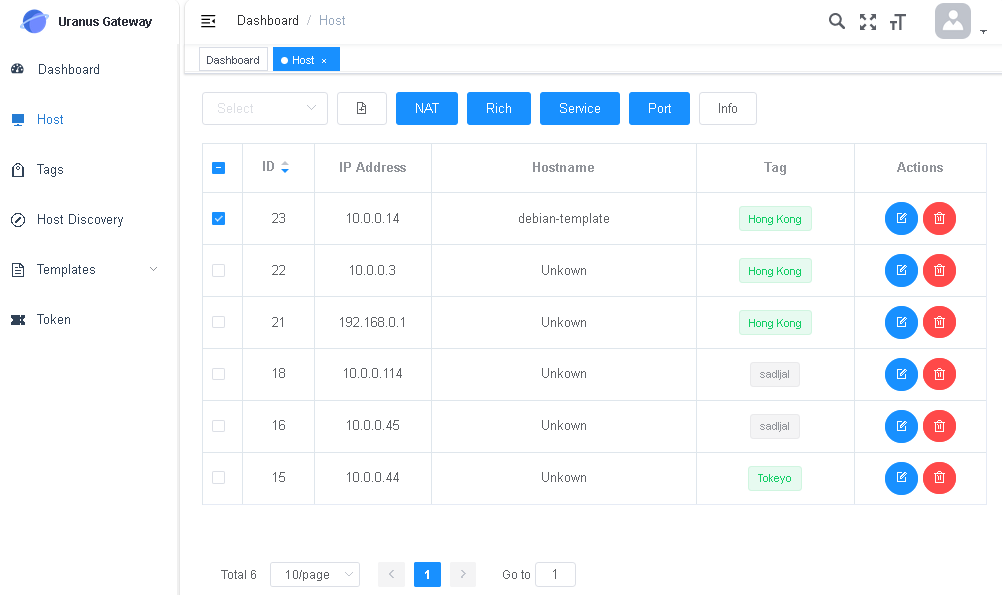 Uranus Gateway
Dashboard / Host
Dashboard
Host
Tags
Host Discovery
Templates
Token
Dashboard Host ×
Select NAT Rich Service Port Info
ID IP Address Hostname Tag Actions
23 10.0.0.14 debian-template Hong Kong
22 10.0.0.3 Unkown Hong Kong
21 192.168.0.1 Unkown Hong Kong
18 10.0.0.114 Unkown sadljal
16 10.0.0.45 Unkown sadljal
15 10.0.0.44 Unkown Tokeyo
Total 6 10/page < 1 > Go to 1